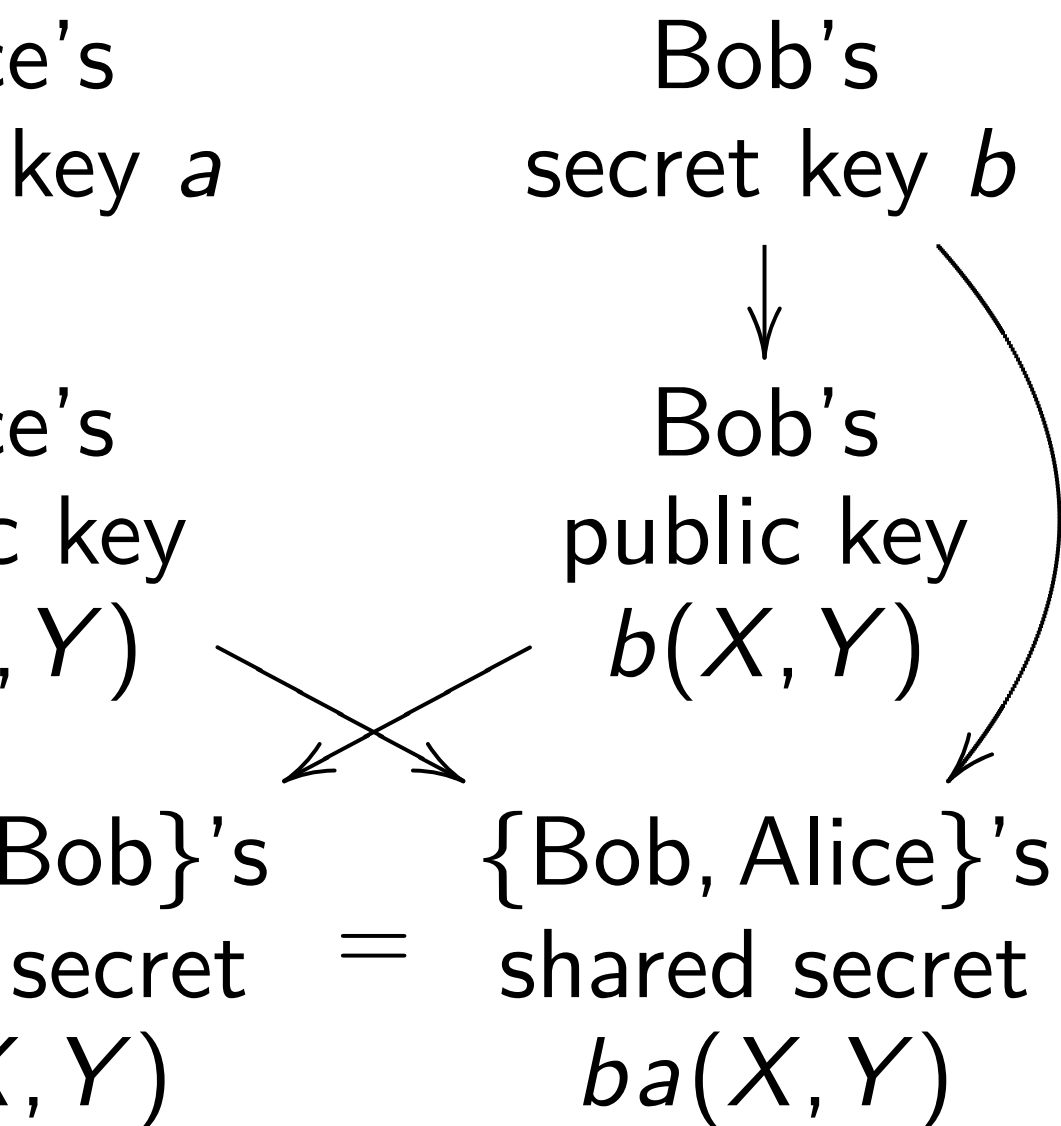 ce's
key a
Bob's
secret key b
ce's
c key
, Y)
Bob's
public key
b(X, Y)
Bob}'s
secret
X, Y)
=
{Bob, Alice}'s
shared secret
ba(X, Y)